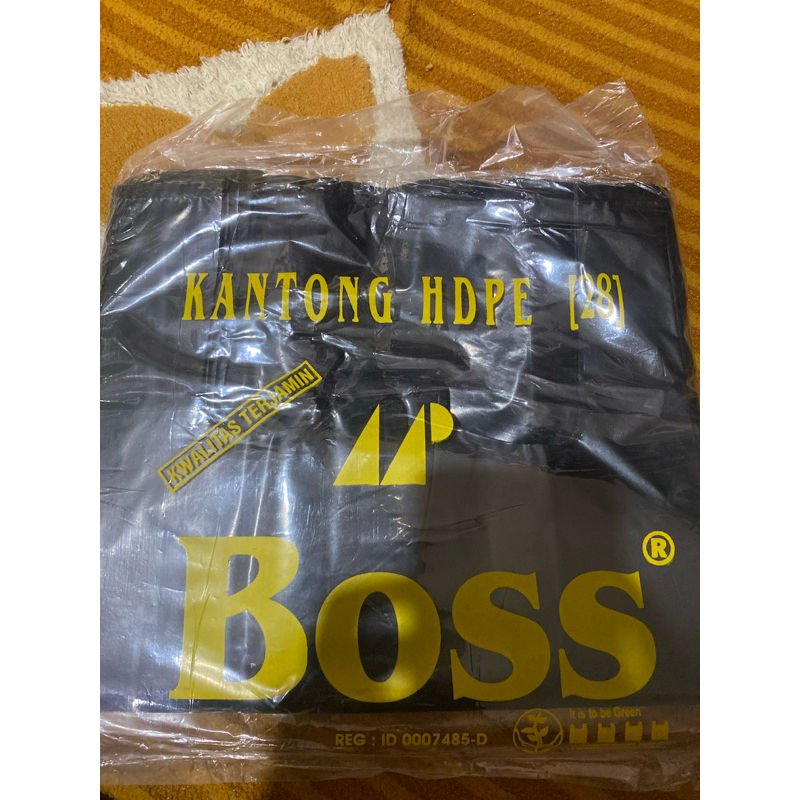 KANTONG HDPE [28]
KWALITAS TERJAMIN
BOSS®
It is to be Green
REG : ID 0007485-D